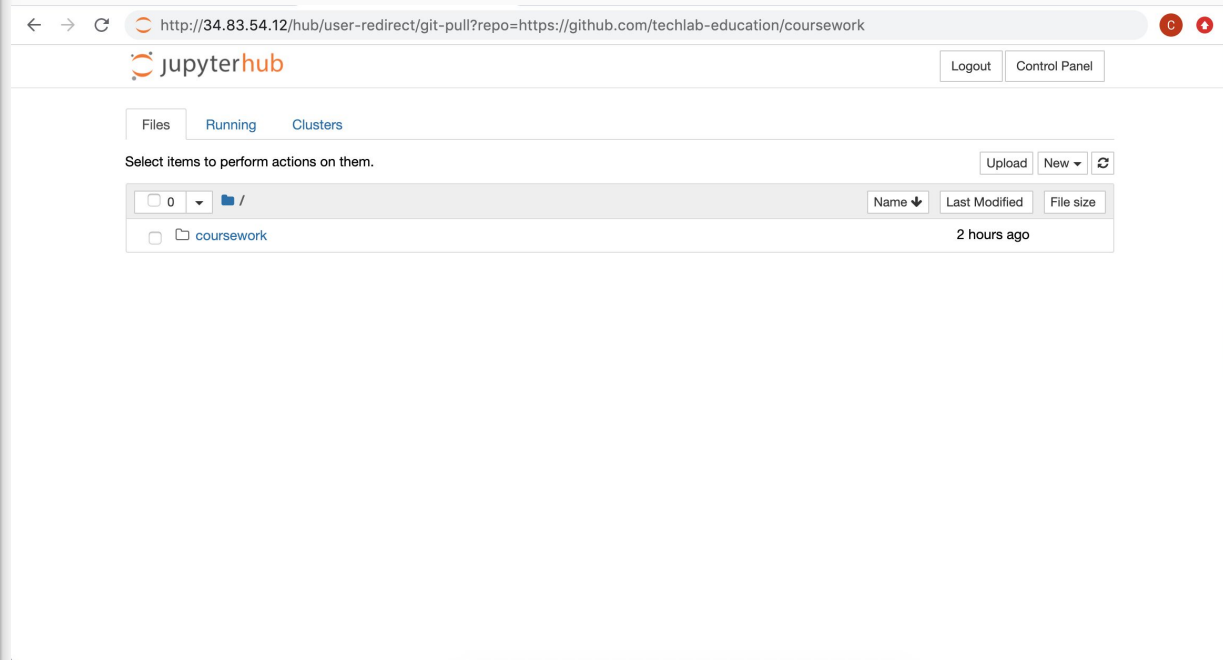 http://34.83.54.12/hub/user-redirect/git-pull?repo=https://github.com/techlab-education/coursework
C
jupyterhub
Logout
Control Panel
Files
Running
Clusters
Select items to perform actions on them.
Upload
New
0
/
Name
Last Modified
File size
coursework
2 hours ago